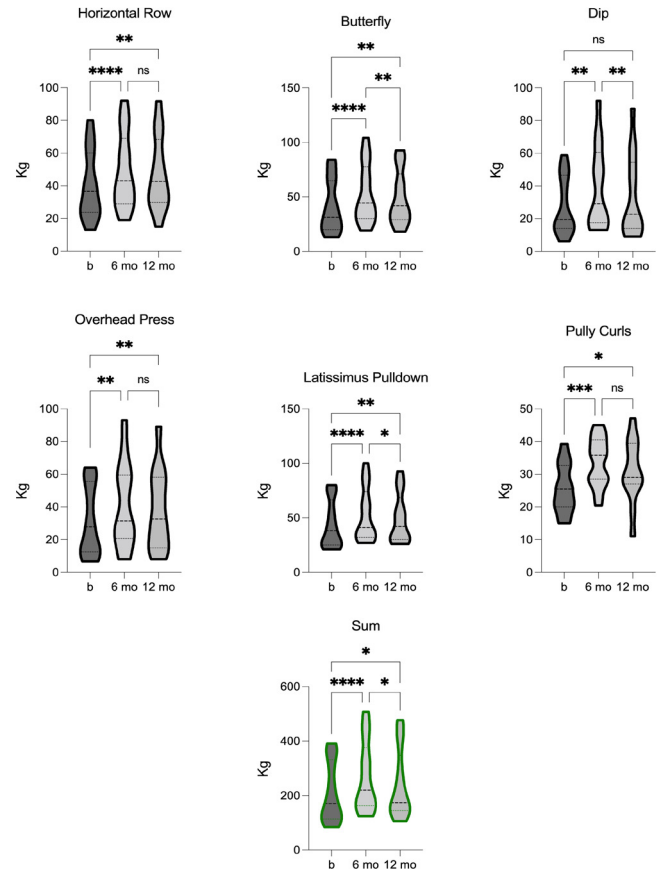 Horizontal Row
**
****
ns
100
80
60
40
20
0
Kg
b
6 mo
12 mo
Butterfly
**
**
****
150
100
50
0
Kg
b
6 mo
12 mo
Dip
ns
**
**
100
80
60
40
20
0
Kg
b
6 mo
12 mo
Overhead Press
**
**
ns
100
80
60
40
20
0
Kg
b
6 mo
12 mo
Latissimus Pulldown
**
****
*
150
100
50
0
Kg
b
6 mo
12 mo
Pully Curls
*
***
ns
50
40
30
20
10
0
Kg
b
6 mo
12 mo
Sum
*
****
*
600
400
200
0
Kg
b
6 mo
12 mo